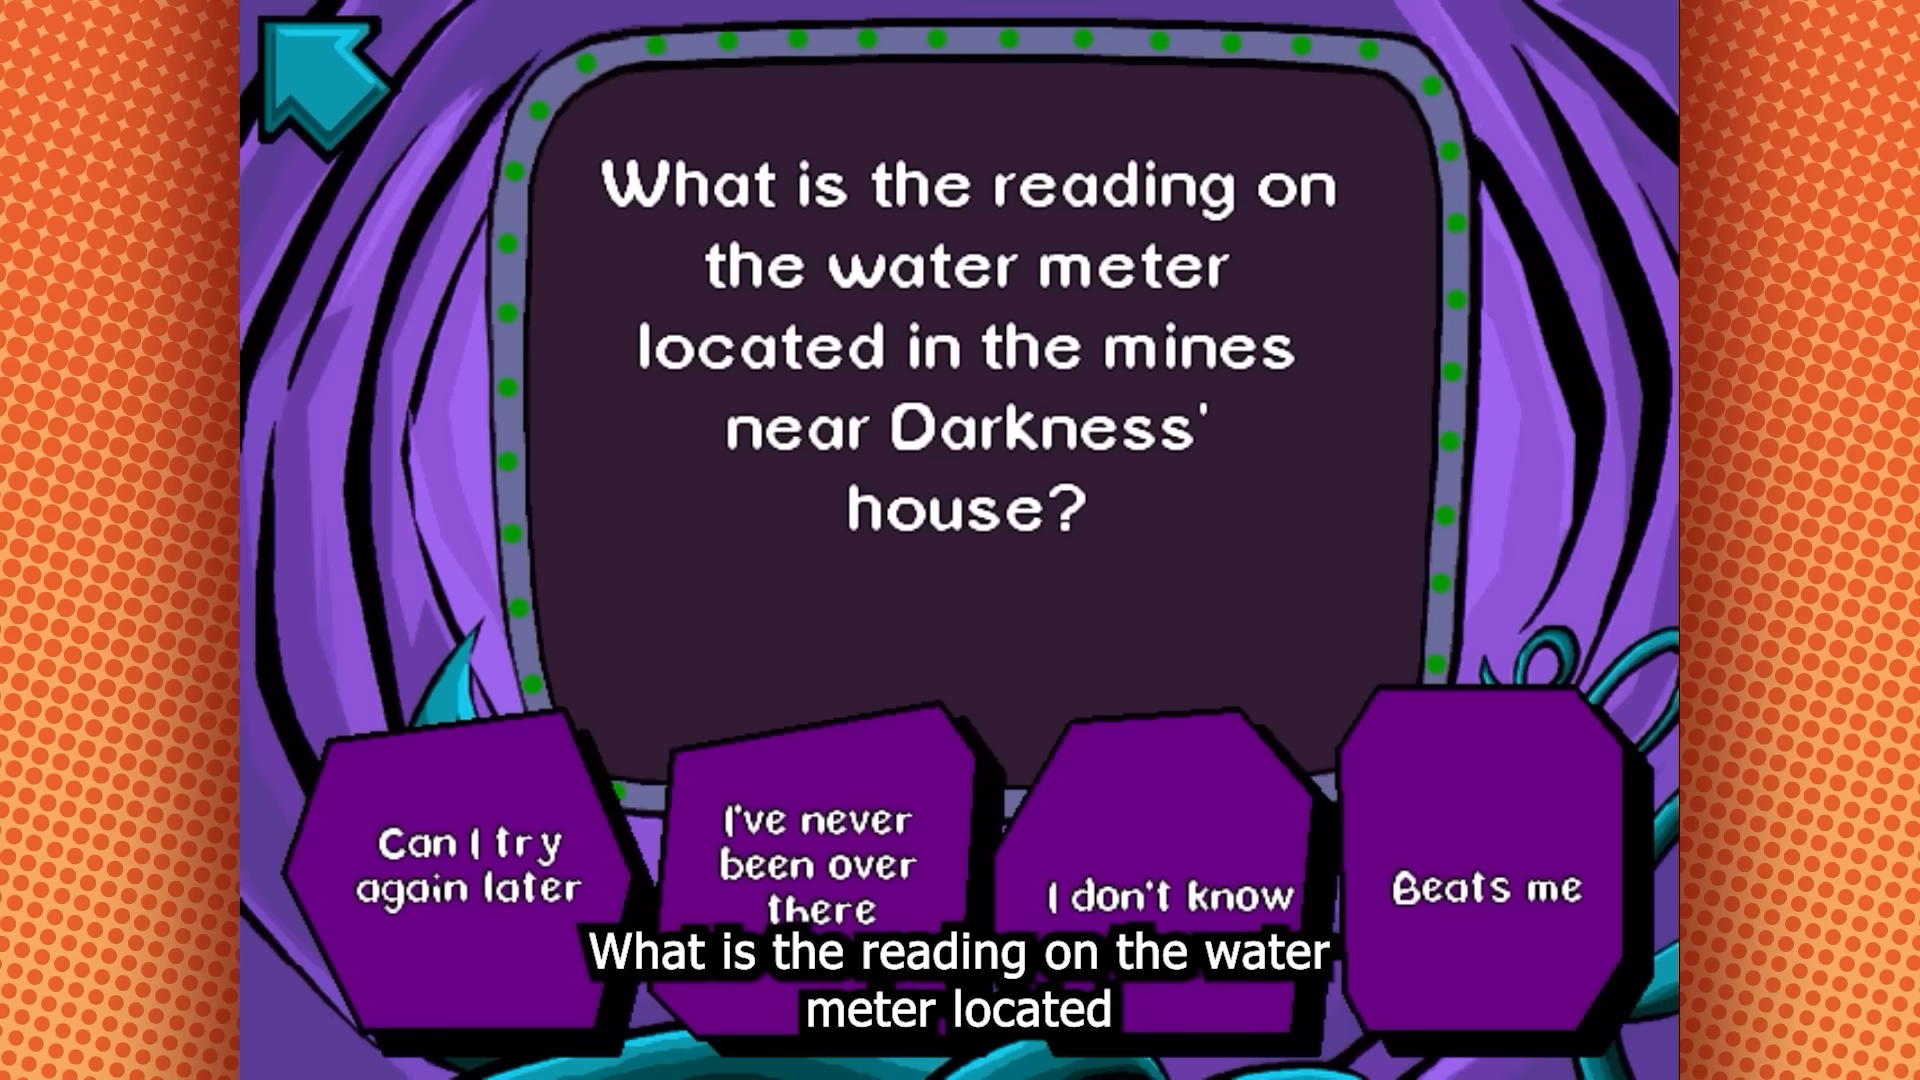 What is the reading on
the water meter
located in the mines
near Darkness'
house?
Can I try
again later
I've never
been over
there
I don't know
Beats me
What is the reading on the water
meter located